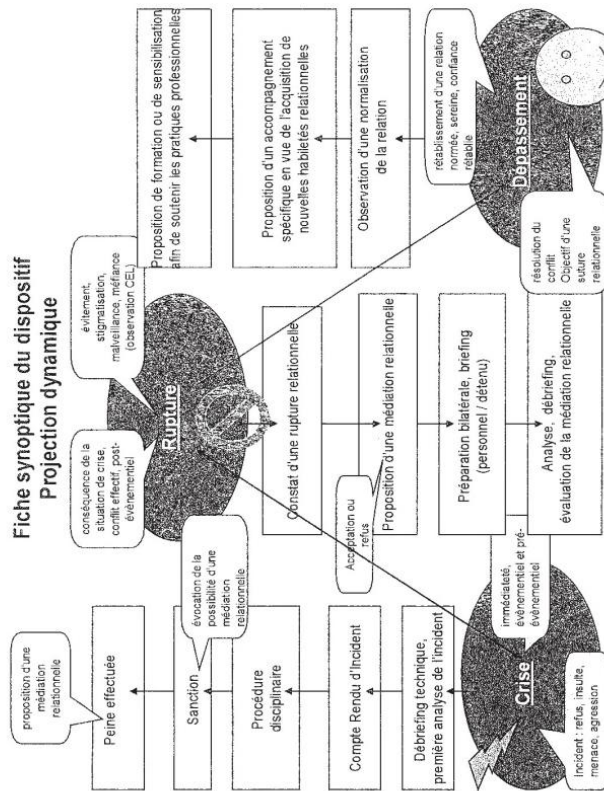 Fiche synoptique du dispositif
Projection dynamique
proposition d'une
médiation
relationnelle
Peine effectuée
évocation de la
possibilité d'une
médiation
relationnelle
Sanction
Procédure
disciplinaire
Compte Rendu d'Incident
Débriefing technique,
première analyse de l'incident
Crise
immédiateté,
évènementiel et pré-
évènementiel
Incident : refus, insulte,
menace, agression
conséquence de la
situation de crise,
conflit effectif, post-
évènementiel
évitement,
stigmatisation,
malveillance, méfiance
(observation CEL)
Rupture
Constat d'une rupture relationnelle
Acceptation ou
refus
Proposition d'une médiation relationnelle
Préparation bilatérale, briefing
(personnel / détenu)
Analyse, débriefing,
évaluation de la médiation relationnelle
Proposition de formation ou de sensibilisation
afin de soutenir les pratiques professionnelles
Proposition d'un accompagnement
spécifique en vue de l'acquisition de
nouvelles habiletés relationnelles
Observation d'une normalisation
de la relation
rétablissement d'une relation
normée, sereine, confiance
rétablie
Dépassement
résolution du
conflit
Objectif d'une
suture
relationnelle